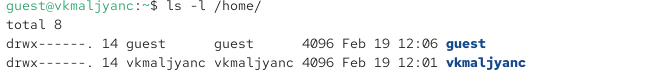 guest@vkmaljyanc:~$ ls -l /home/
total 8
drwx------. 14 guest     guest      4096 Feb 19 12:06 guest
drwx------. 14 vkmaljyanc vkmaljyanc 4096 Feb 19 12:01 vkmaljyanc